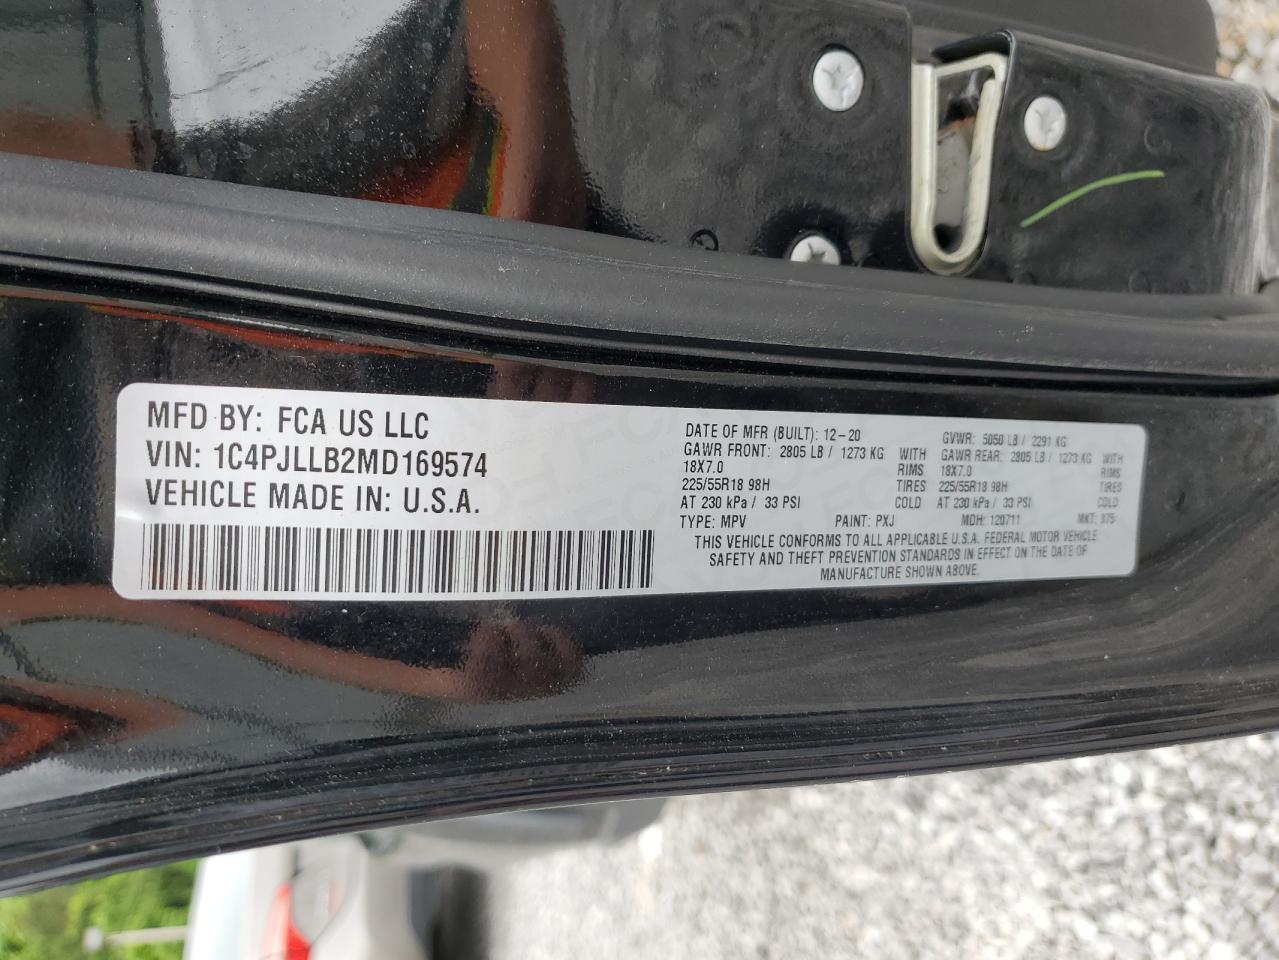 MFD BY: FCA US LLC
VIN: 1C4PJLLB2MD169574
VEHICLE MADE IN: U.S.A.
DATE OF MFR (BUILT): 12-20 GVWR: 5050 LB / 2291 KG
GAWR FRONT: 2805 LB / 1273 KG WITH GAWR REAR: 2805 LB / 1273 KG WITH
18X7.0 RIMS 18X7.0 RIMS
225/55R18 98H TIRES 225/55R18 98H TIRES
AT 230 kPa / 33 PSI COLD AT 230 kPa / 33 PSI COLD
TYPE: MPV PAINT: PXJ MDH: 120711 MKT: 875
THIS VEHICLE CONFORMS TO ALL APPLICABLE U.S.A. FEDERAL MOTOR VEHICLE
SAFETY AND THEFT PREVENTION STANDARDS IN EFFECT ON THE DATE OF
MANUFACTURE SHOWN ABOVE.